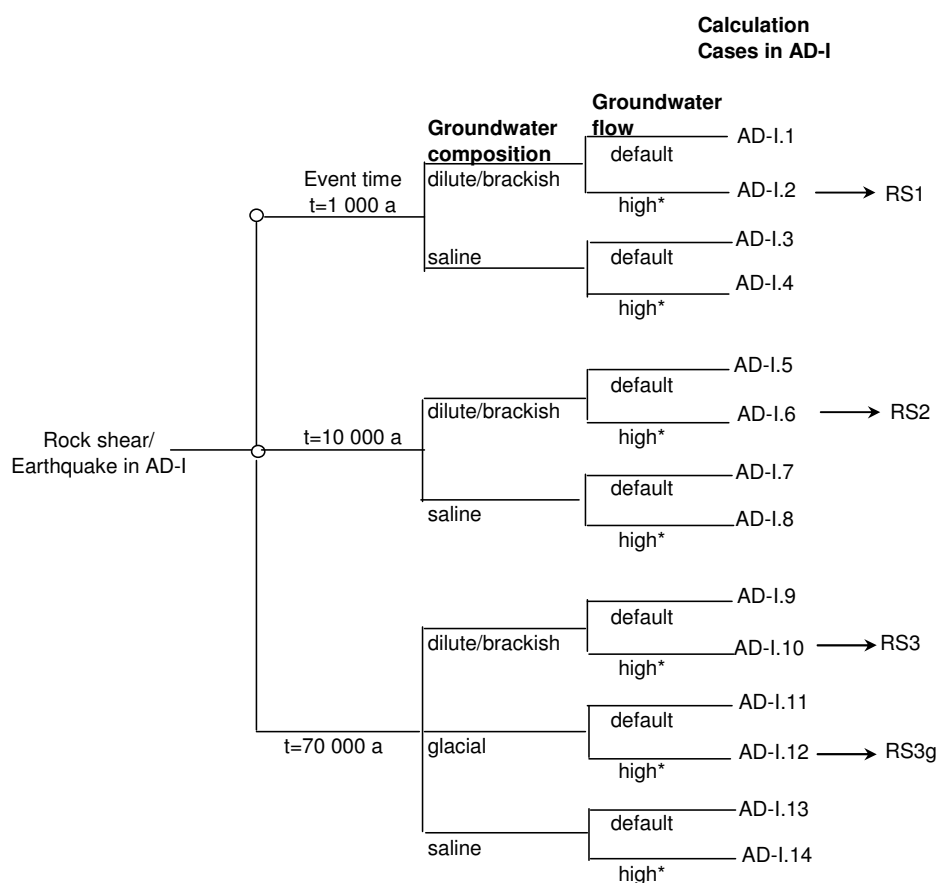 Calculation
Cases in AD-I
Groundwater
flow
Groundwater
composition
AD-I.1
default
Event time
t=1 000 a
dilute/brackish
AD-I.2
RS1
high*
AD-I.3
saline
default
AD-I.4
high*
AD-I.5
default
dilute/brackish
AD-I.6
RS2
high*
Rock shear/
Earthquake in AD-I
t=10 000 a
AD-I.7
default
saline
AD-I.8
high*
AD-I.9
default
dilute/brackish
AD-I.10
RS3
high*
AD-I.11
default
t=70 000 a
glacial
AD-I.12
RS3g
high*
AD-I.13
default
saline
AD-I.14
high*